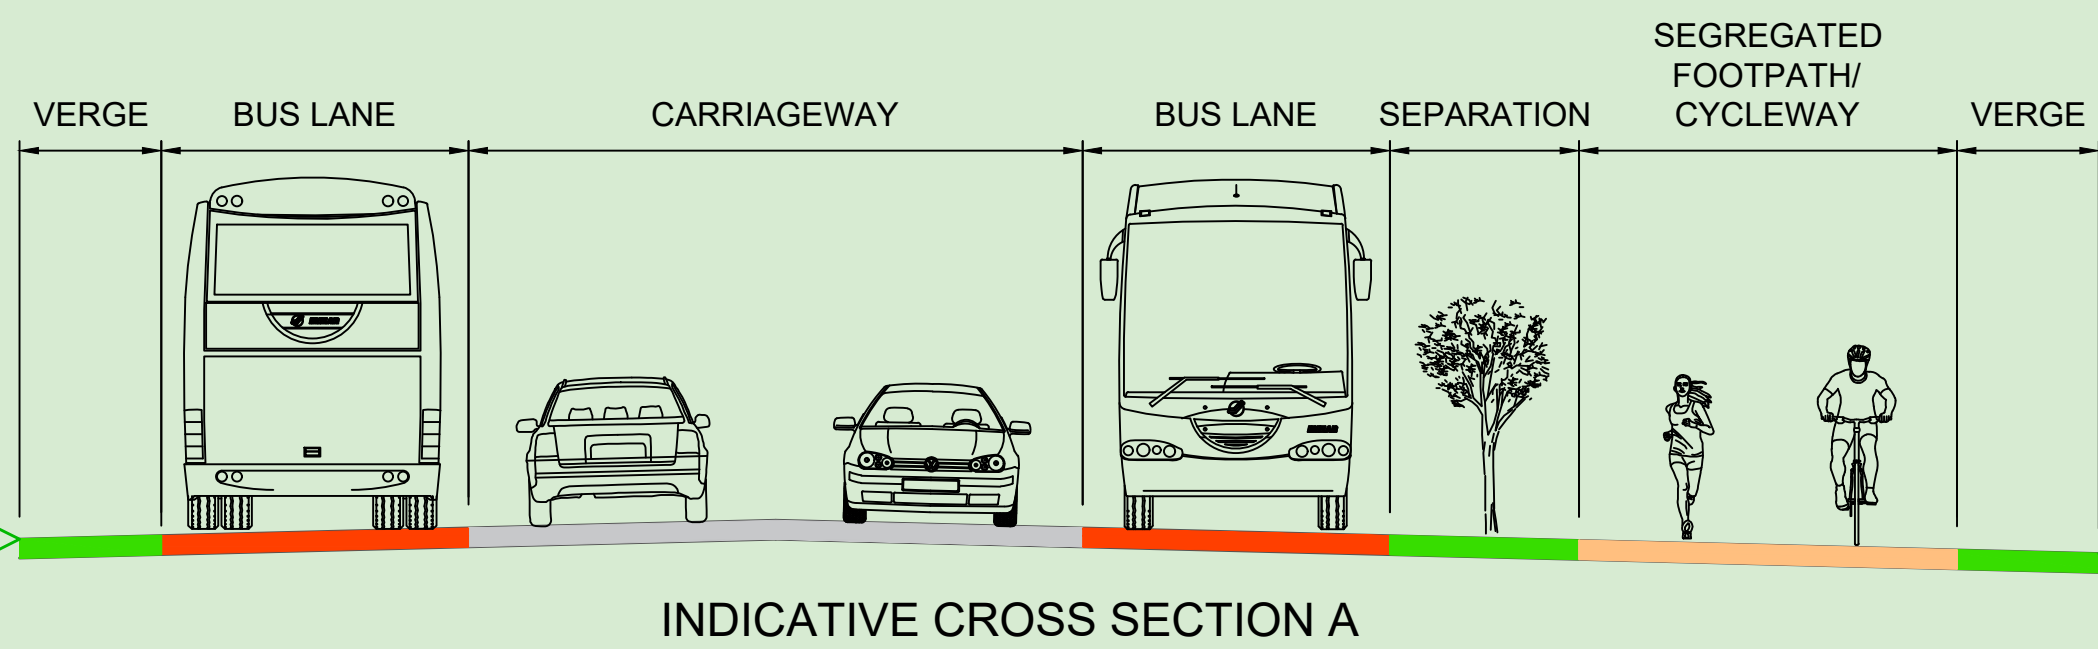 SEGREGATED
FOOTPATH/
VERGE BUS LANE CARRIAGEWAY BUS LANE SEPARATION CYCLEWAY VERGE
INDICATIVE CROSS SECTION A